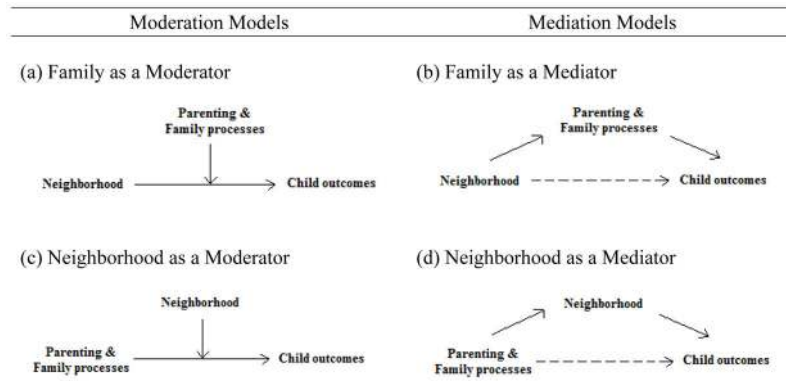 Moderation Models
Mediation Models
(a) Family as a Moderator
Parenting &
Family processes
Neighborhood
Child outcomes
(b) Family as a Mediator
Parenting &
Family processes
Neighborhood
Child outcomes
(c) Neighborhood as a Moderator
Neighborhood
Parenting &
Family processes
Child outcomes
(d) Neighborhood as a Mediator
Neighborhood
Parenting &
Family processes
Child outcomes